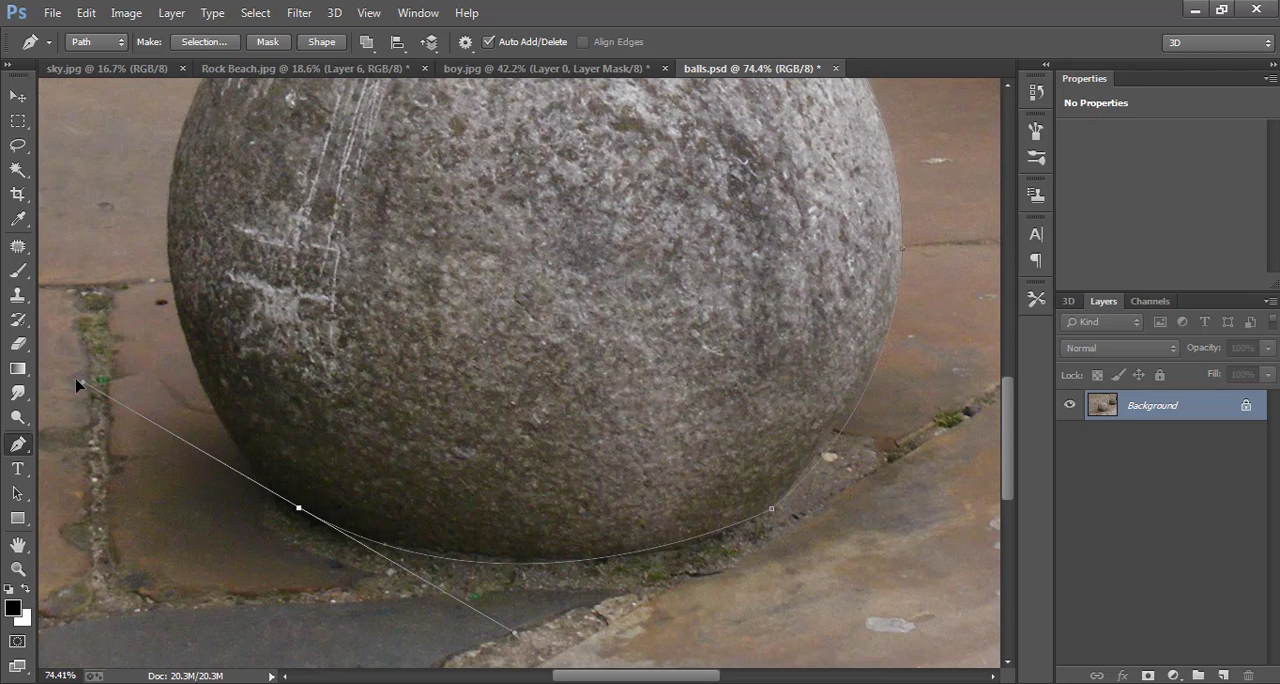 Ps File Edit Image Layer Type Select Filter 3D View Window Help
Path Make: Selection... Mask Shape Auto Add/Delete Align Edges 3D
sky.jpg @ 16.7% (RGB/8) Rock Beach.jpg @ 18.6% (Layer 6, RGB/8) * boy.jpg @ 42.2% (Layer 0, Layer Mask/8) * balls.psd @ 74.4% (RGB/8) *
Properties
No Properties
3D Layers Channels
Kind
Normal Opacity: 100%
Lock: Fill: 100%
Background
74.41% Doc: 20.3M/20.3M